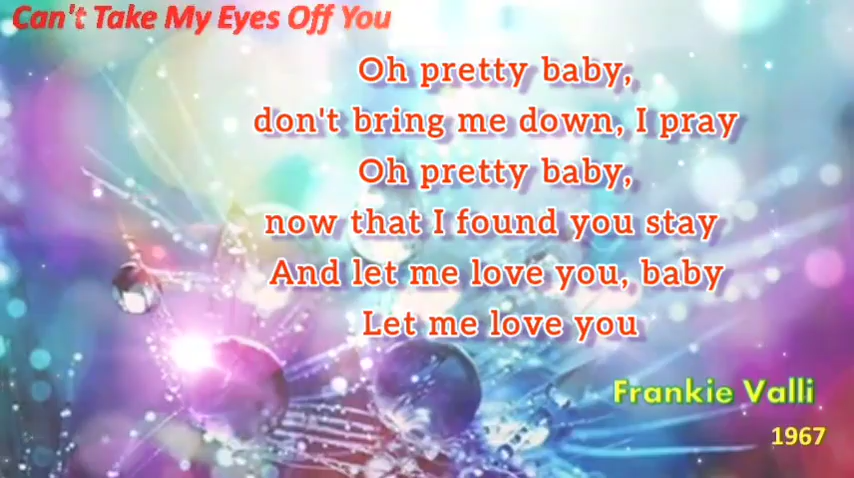 Can't Take My Eyes Off You
Oh pretty baby,
don't bring me down, I pray
Oh pretty baby,
now that I found you stay
And let me love you, baby
Let me love you
Frankie Valli
1967